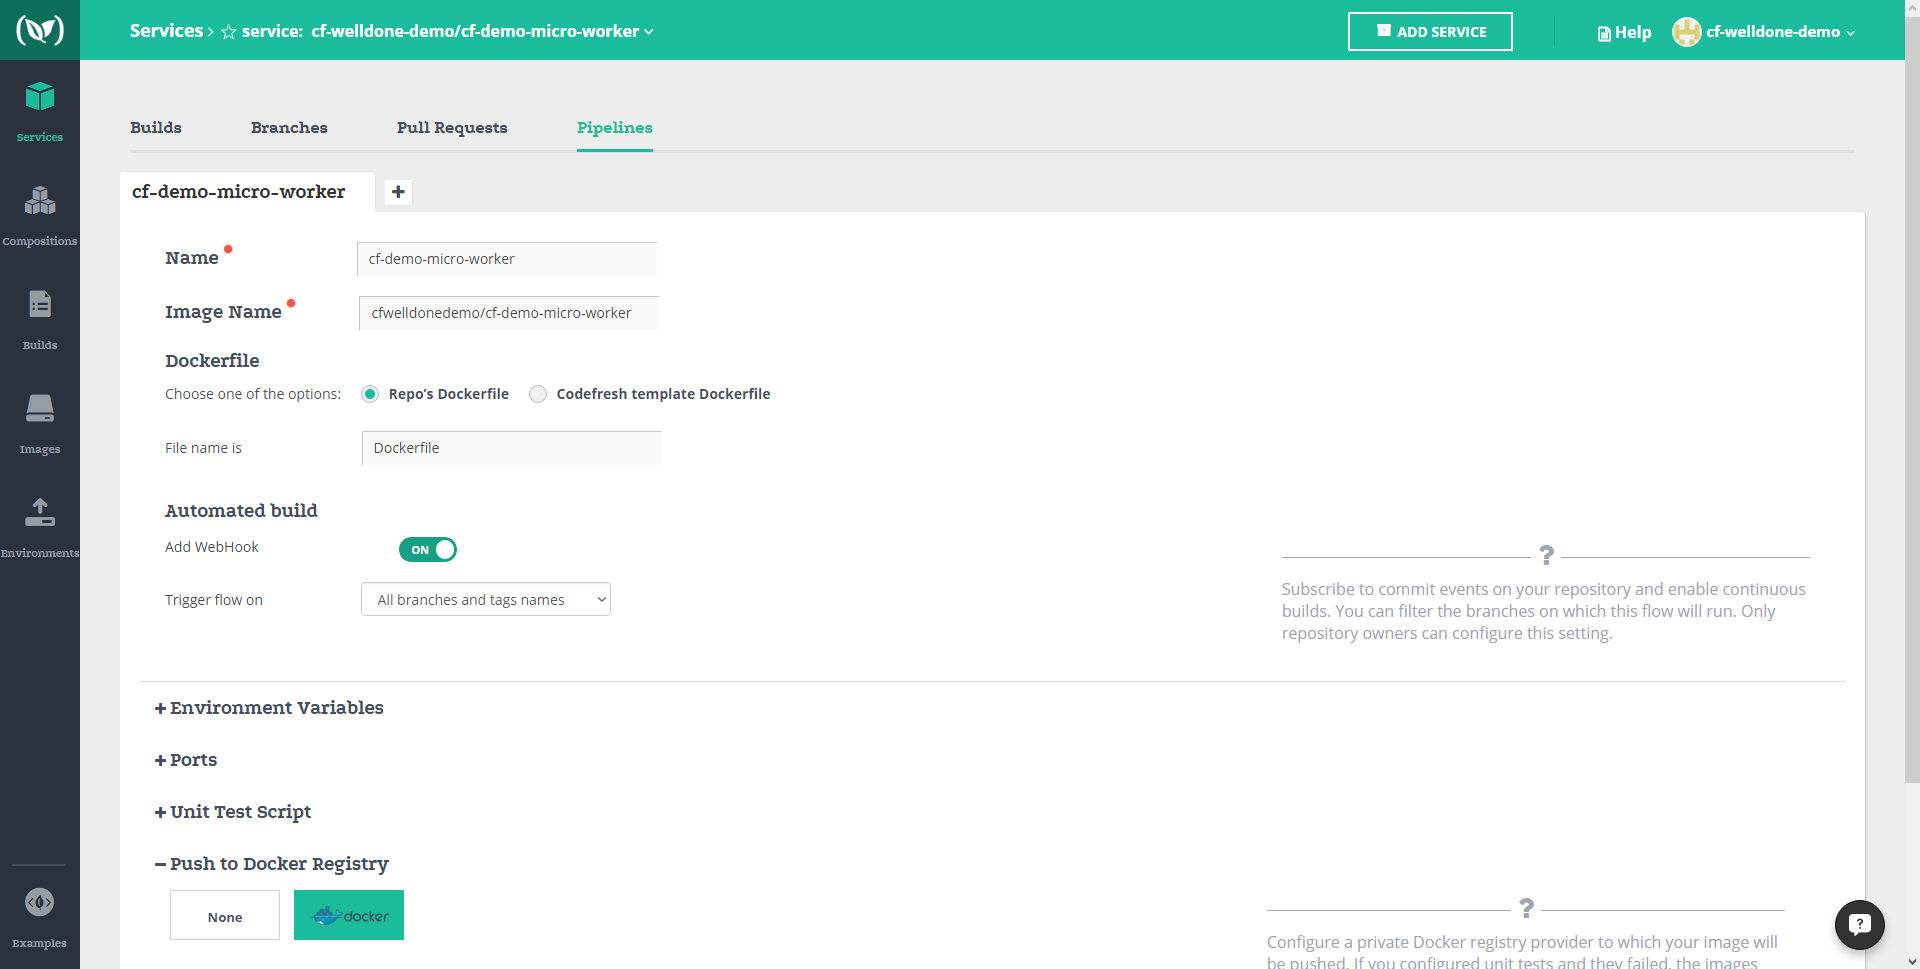 Services > service: cf-welldone-demo/cf-demo-micro-worker
ADD SERVICE
Help
cf-welldone-demo
Services
Compositions
Builds
Images
Environments
Examples
Builds Branches Pull Requests Pipelines
cf-demo-micro-worker +
Name cf-demo-micro-worker
Image Name cfwelldonedemo/cf-demo-micro-worker
Dockerfile
Choose one of the options: Repo's Dockerfile Codefresh template Dockerfile
File name is Dockerfile
Automated build
Add WebHook ON
Trigger flow on All branches and tags names
?
Subscribe to commit events on your repository and enable continuous
builds. You can filter the branches on which this flow will run. Only
repository owners can configure this setting.
+ Environment Variables
+ Ports
+ Unit Test Script
− Push to Docker Registry
None docker
?
Configure a private Docker registry provider to which your image will
be pushed. If you configured unit tests and they failed, the images